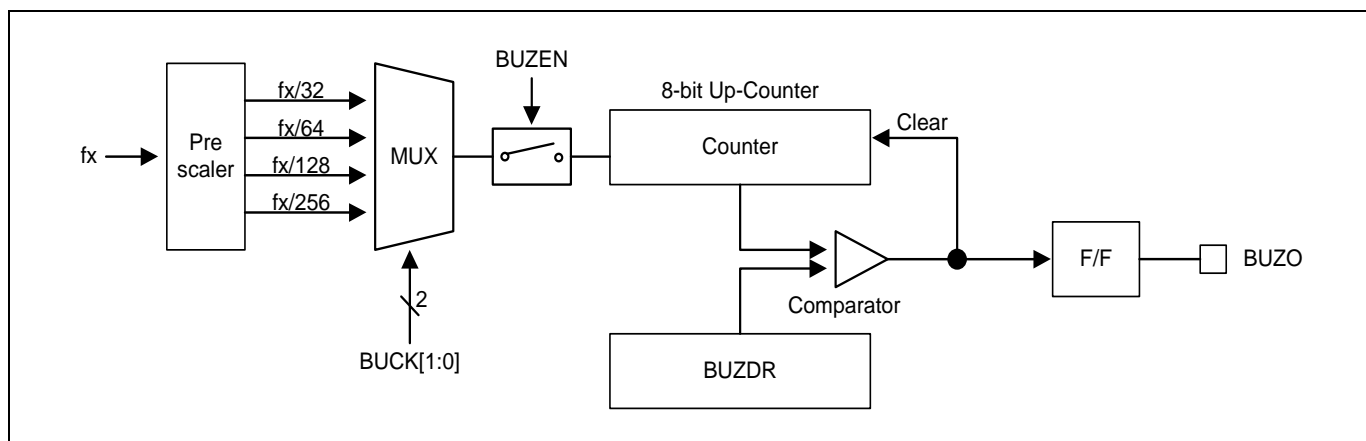 BUZEN
8-bit Up-Counter
fx
Pre
scaler
fx/32
fx/64
fx/128
fx/256
MUX
Counter
Clear
Comparator
F/F
BUZO
2
BUCK[1:0]
BUZDR